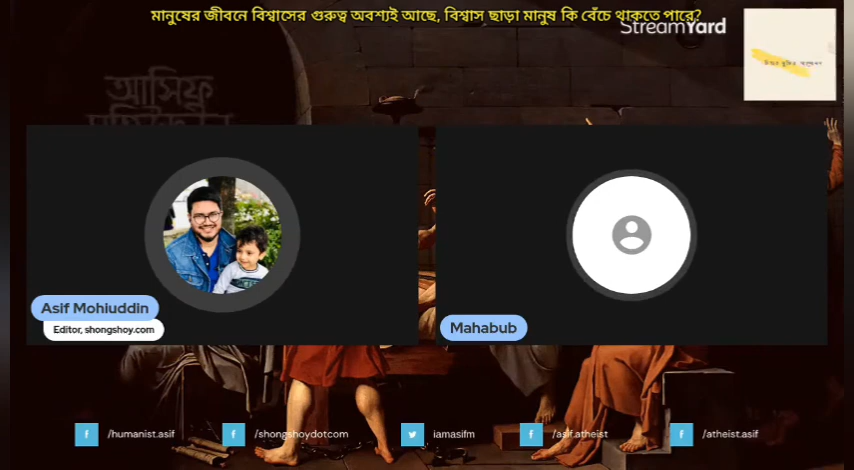 মানুষের জীবনে বিশ্বাসের গুরুত্ব অবশ্যই আছে, বিশ্বাস ছাড়া মানুষ কি বেঁচে থাকতে পারে?
StreamYard
আসিফ
Asif Mohiuddin
Editor, shongshoy.com
Mahabub
/humanist.asif
/shongshoydotcom
iamasifm
/asif.atheist
/atheist.asif